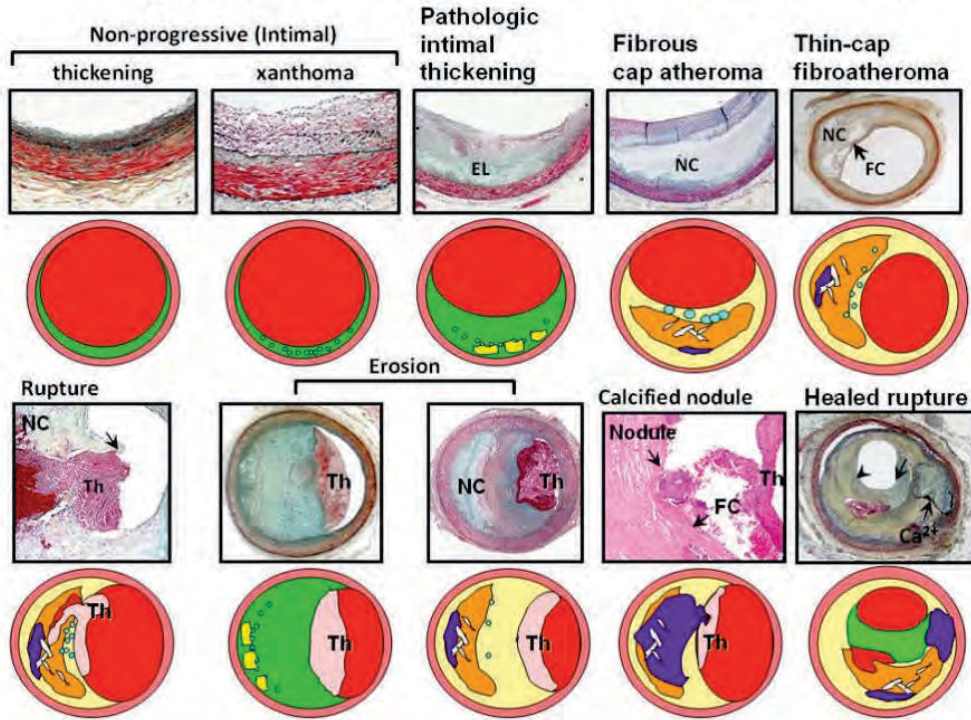 Non-progressive (Intimal)
thickening
xanthoma
Pathologic
intimal
thickening
Fibrous
cap atheroma
Thin-cap
fibroatheroma
EL
NC
NC
FC
Rupture
Erosion
Calcified nodule
Healed rupture
NC
Th
Th
NC
Th
Nodule
FC
Th
Ca2+
Th
Th
Th
Th